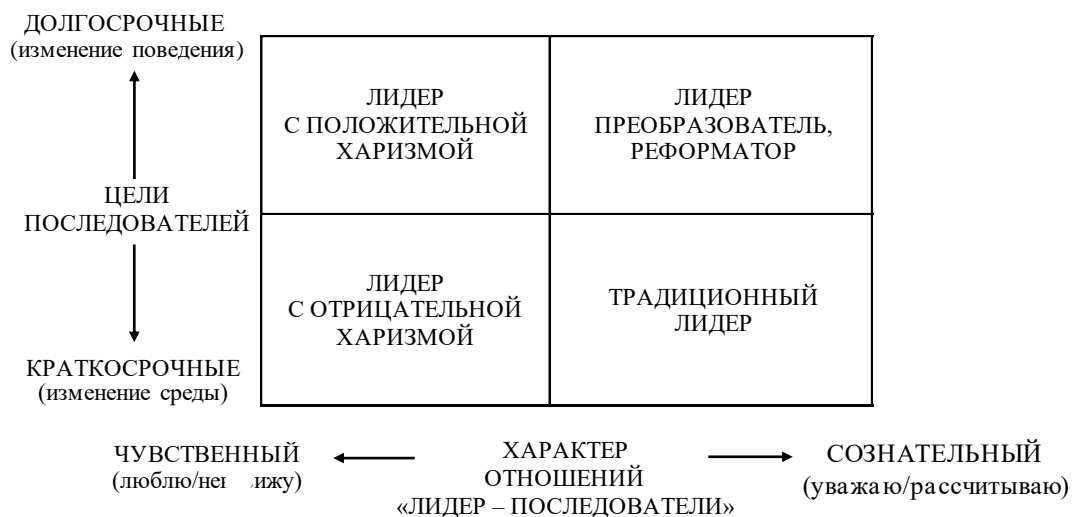 ДОЛГОСРОЧНЫЕ
(изменение поведения)
ЛИДЕР
С ПОЛОЖИТЕЛЬНОЙ
ХАРИЗМОЙ
ЛИДЕР
ПРЕОБРАЗОВАТЕЛЬ,
РЕФОРМАТОР
ЦЕЛИ
ПОСЛЕДОВАТЕЛЕЙ
ЛИДЕР
С ОТРИЦАТЕЛЬНОЙ
ХАРИЗМОЙ
ТРАДИЦИОННЫЙ
ЛИДЕР
КРАТКОСРОЧНЫЕ
(изменение среды)
ЧУВСТВЕННЫЙ
(люблю/
ХАРАКТЕР
ОТНОШЕНИЙ
«ЛИДЕР – ПОСЛЕДОВАТЕЛИ»
СОЗНАТЕЛЬНЫЙ
(уважаю/рассчитываю)